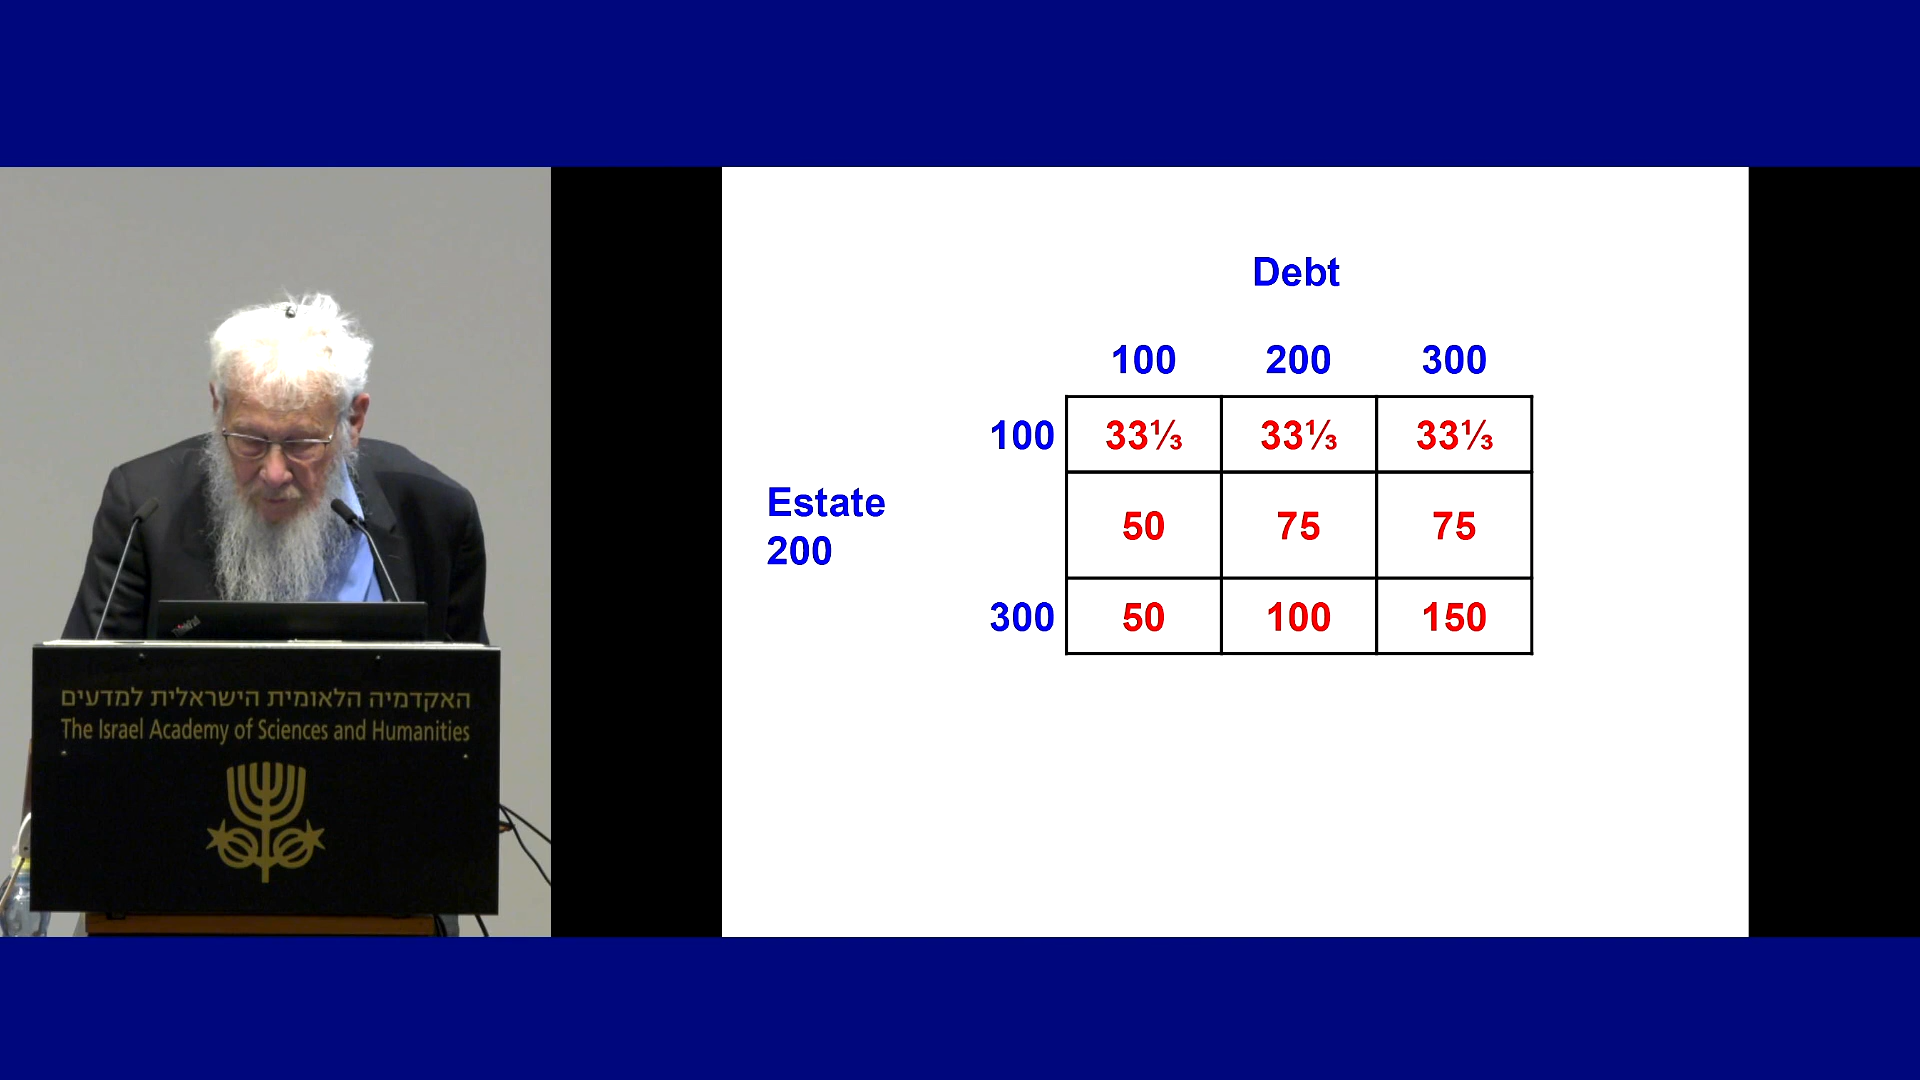 Debt
100 200 300
100 33⅓ 33⅓ 33⅓
Estate
200 50 75 75
300 50 100 150
ThinkPad
האקדמיה הלאומית הישראלית למדעים
The Israel Academy of Sciences and Humanities